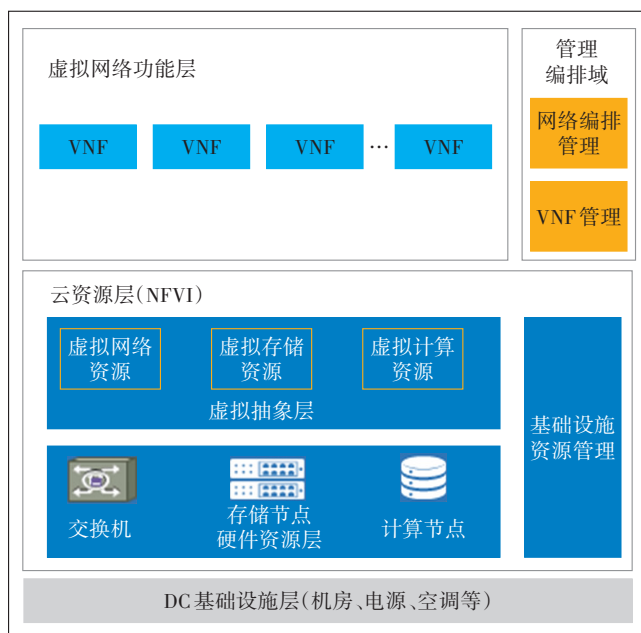 虚拟网络功能层
VNF
VNF
VNF
…
VNF
管理
编排域
网络编排
管理
VNF管理
云资源层(NFVI)
虚拟网络
资源
虚拟存储
资源
虚拟计算
资源
虚拟抽象层
交换机
存储节点
硬件资源层
计算节点
基础设施
资源管理
DC基础设施层(机房、电源、空调等)